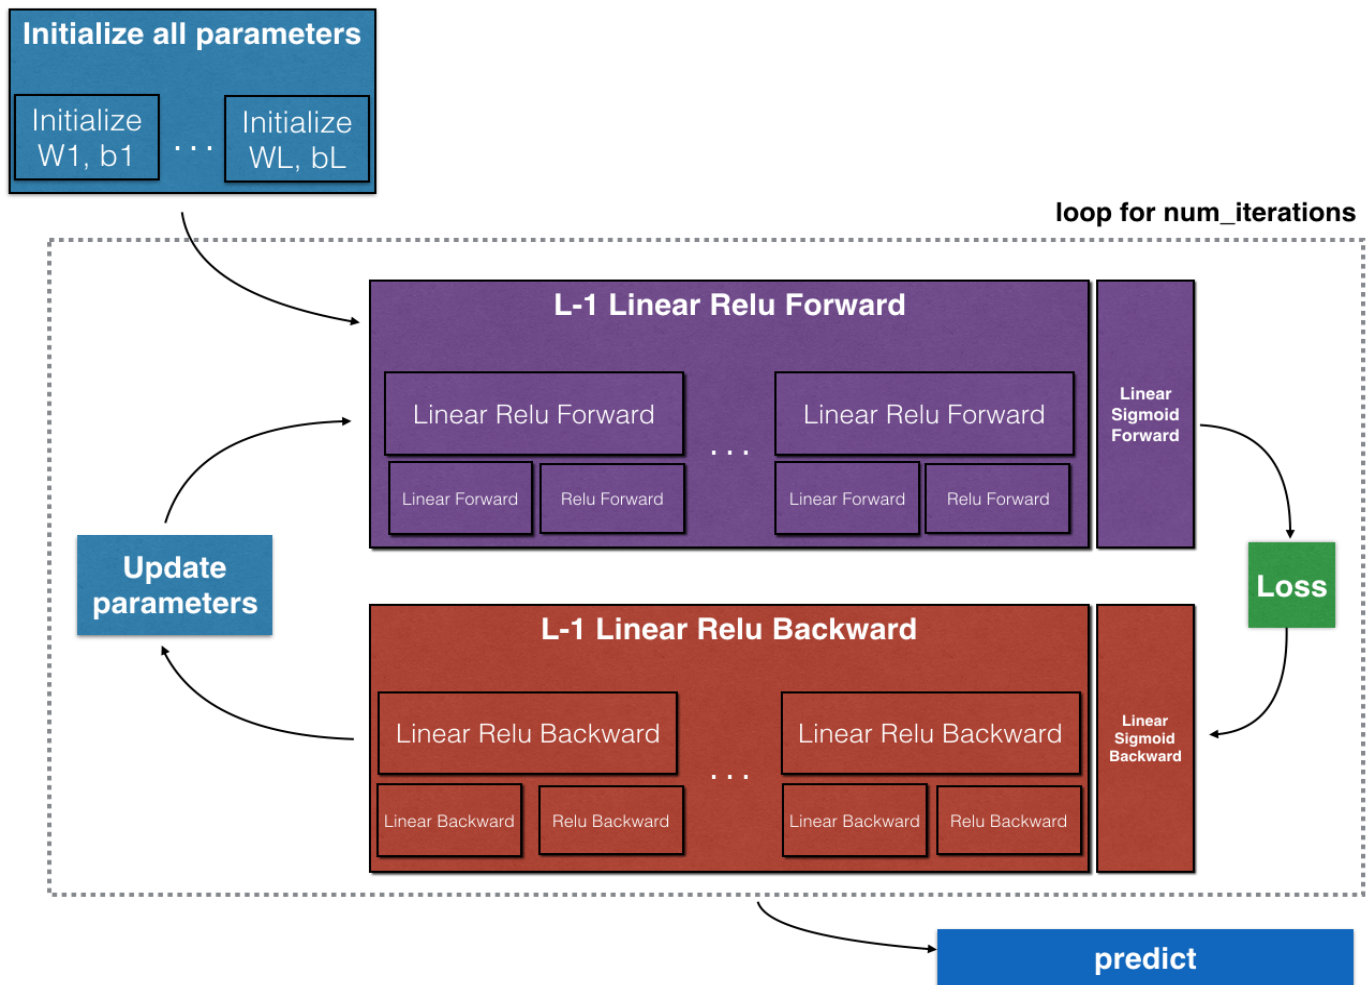 Initialize all parameters
Initialize
W1, b1
. . .
Initialize
WL, bL
loop for num_iterations
L-1 Linear Relu Forward
Linear Relu Forward
. . .
Linear Relu Forward
Linear Forward
Relu Forward
Linear Forward
Relu Forward
Linear
Sigmoid
Forward
Update
parameters
Loss
L-1 Linear Relu Backward
Linear Relu Backward
. . .
Linear Relu Backward
Linear Backward
Relu Backward
Linear Backward
Relu Backward
Linear
Sigmoid
Backward
predict